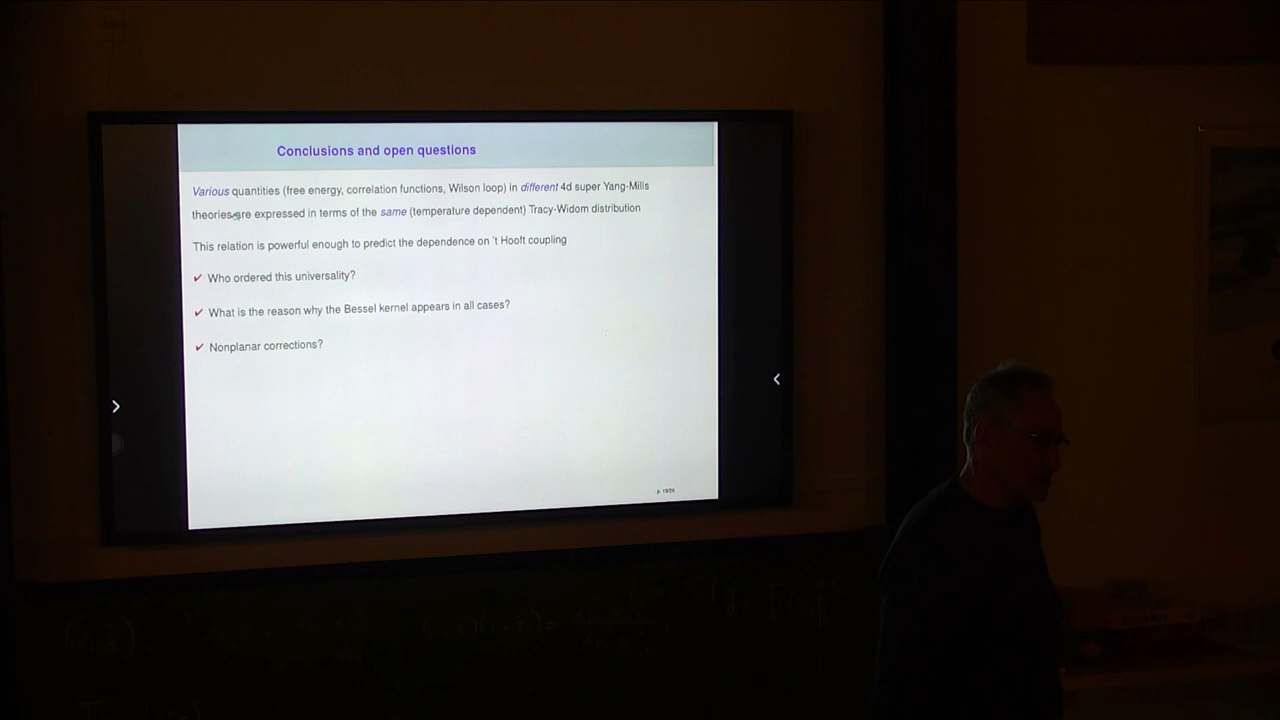 Conclusions and open questions
Various quantities (free energy, correlation functions, Wilson loop) in different 4d super Yang-Mills
theories are expressed in terms of the same (temperature dependent) Tracy-Widom distribution
This relation is powerful enough to predict the dependence on 't Hooft coupling
✔ Who ordered this universality?
✔ What is the reason why the Bessel kernel appears in all cases?
✔ Nonplanar corrections?